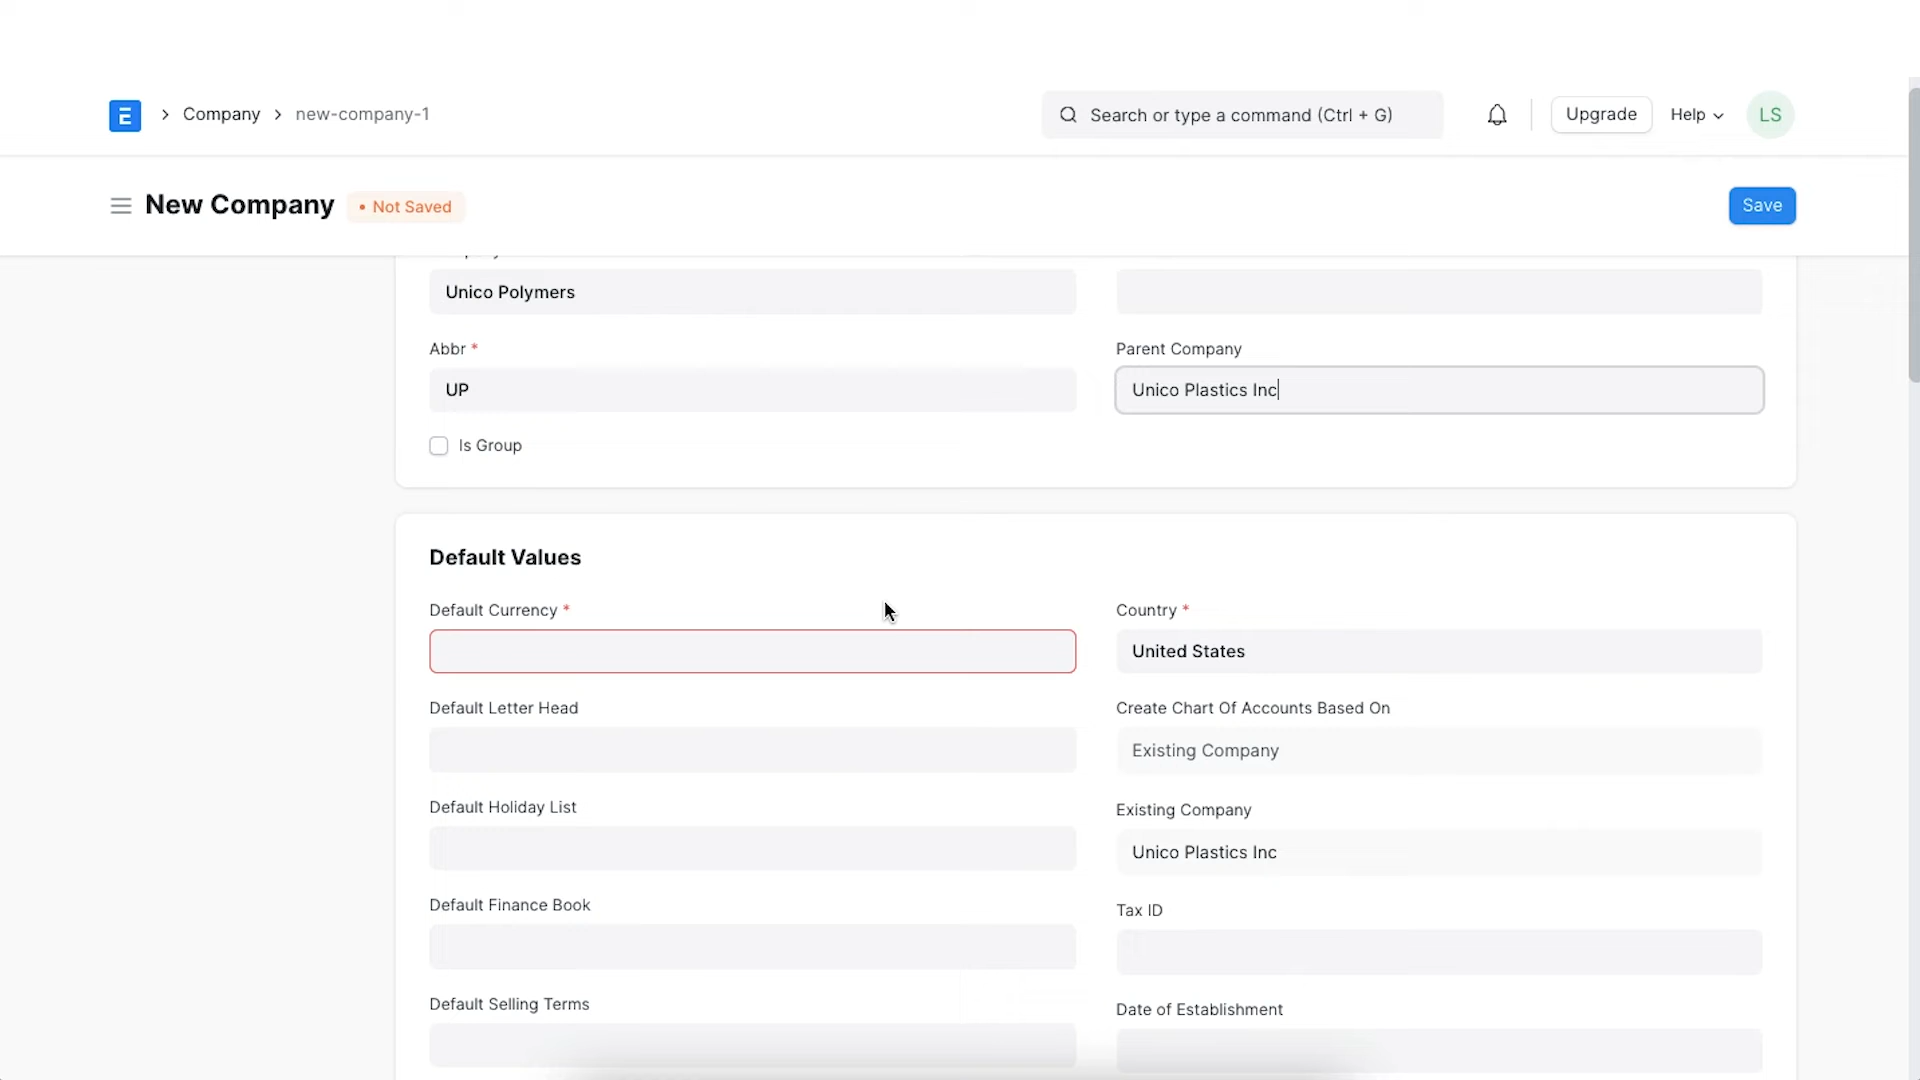 E > Company > new-company-1 Search or type a command (Ctrl + G) Upgrade Help LS
New Company • Not Saved Save
Unico Polymers
Abbr * Parent Company
UP Unico Plastics Inc
Is Group
Default Values
Default Currency * Country *
United States
Default Letter Head Create Chart Of Accounts Based On
Existing Company
Default Holiday List Existing Company
Unico Plastics Inc
Default Finance Book Tax ID
Default Selling Terms Date of Establishment